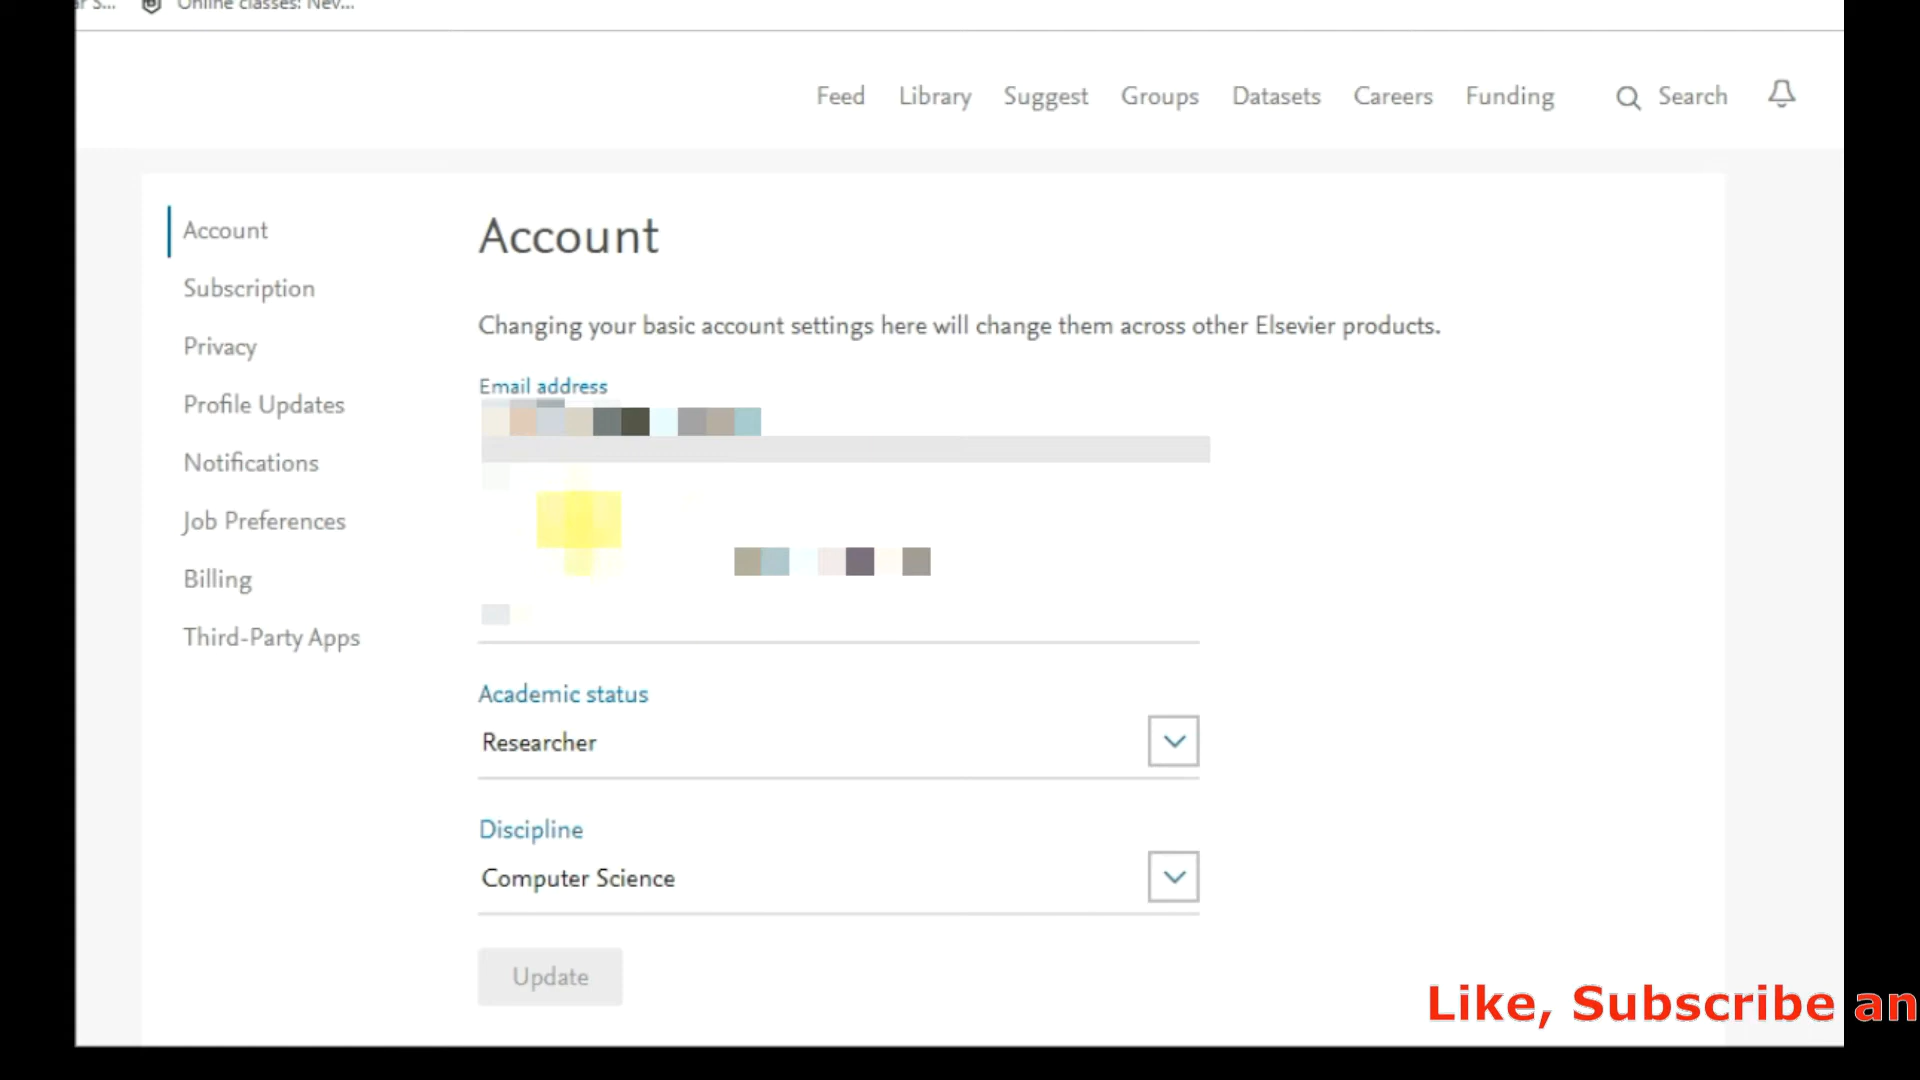 Online classes: Nev...
Feed Library Suggest Groups Datasets Careers Funding Search
Account
Subscription
Privacy
Profile Updates
Notifications
Job Preferences
Billing
Third-Party Apps
Account
Changing your basic account settings here will change them across other Elsevier products.
Email address
Academic status
Researcher
Discipline
Computer Science
Update
Like, Subscribe an